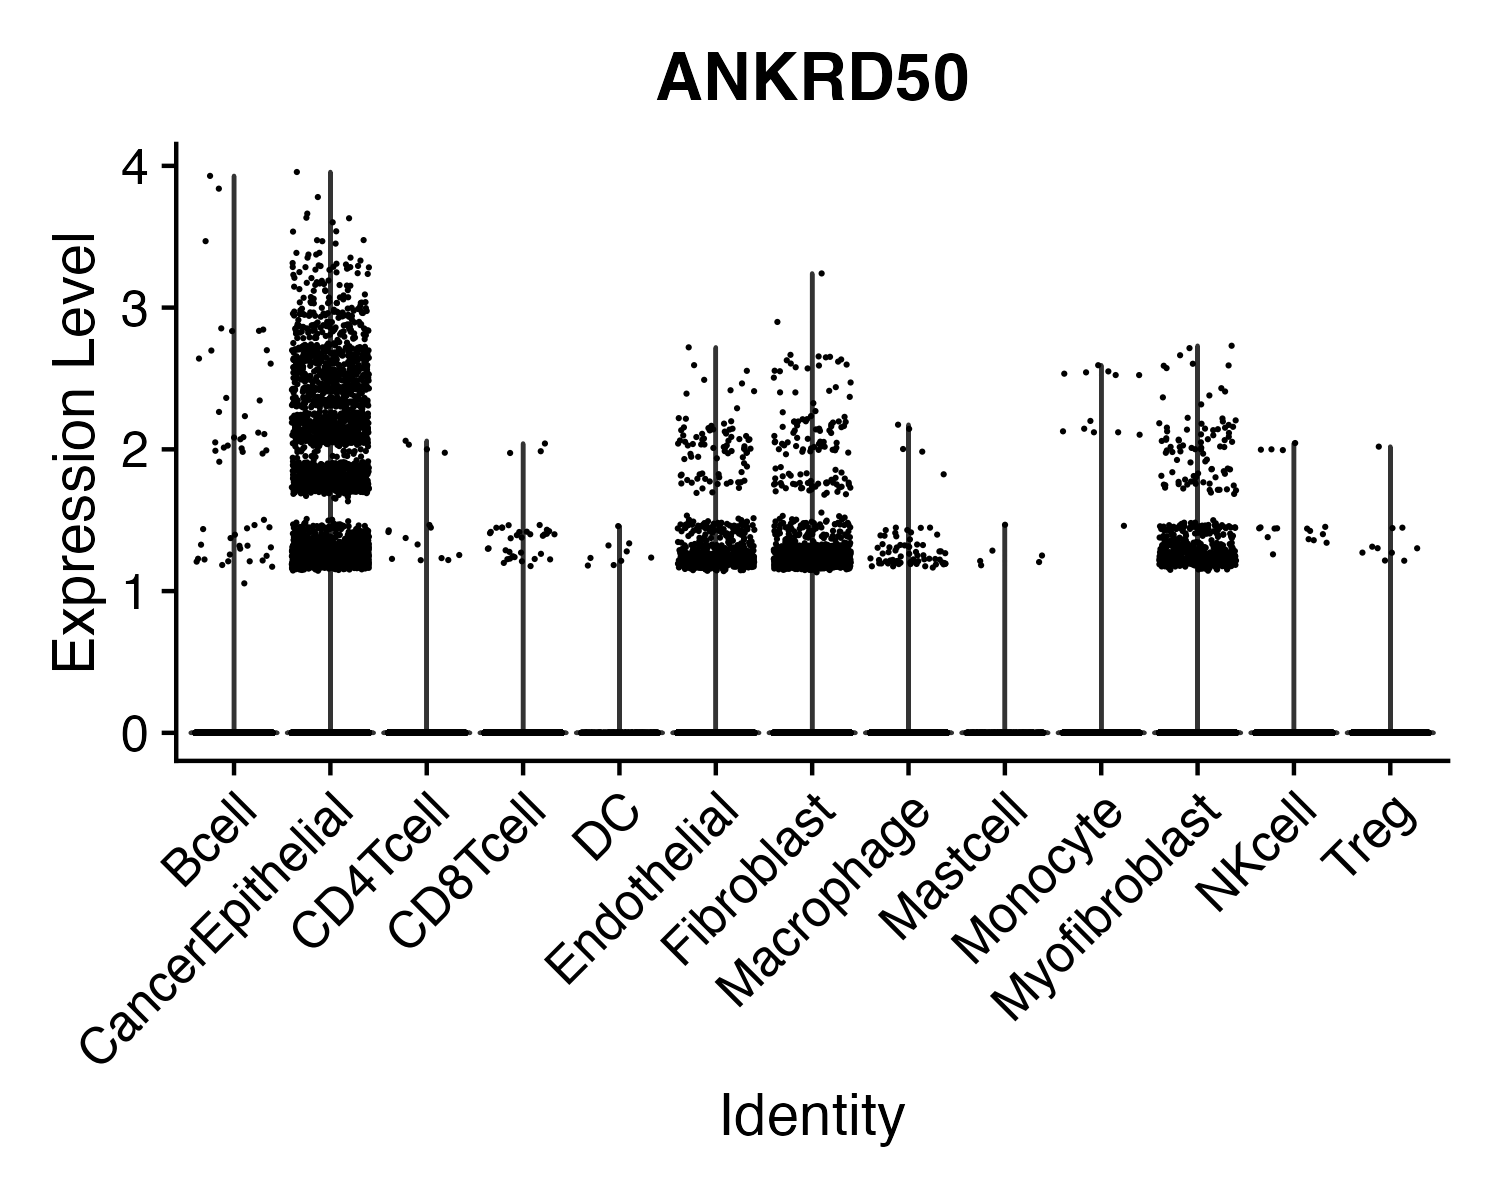 ANKRD50
Expression Level
4
3
2
1
0
Bcell
CancerEpithelial
CD4Tcell
CD8Tcell
DC
Endothelial
Fibroblast
Macrophage
Mastcell
Monocyte
Myofibroblast
NKcell
Treg
Identity